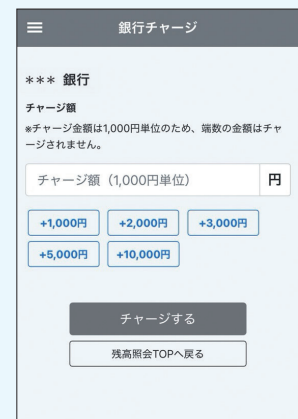 銀行チャージ
*** 銀行
チャージ額
※チャージ金額は1,000円単位のため、端数の金額はチャ
ージされません。
チャージ額（1,000円単位） 円
+1,000円 +2,000円 +3,000円
+5,000円 +10,000円
チャージする
残高照会TOPへ戻る